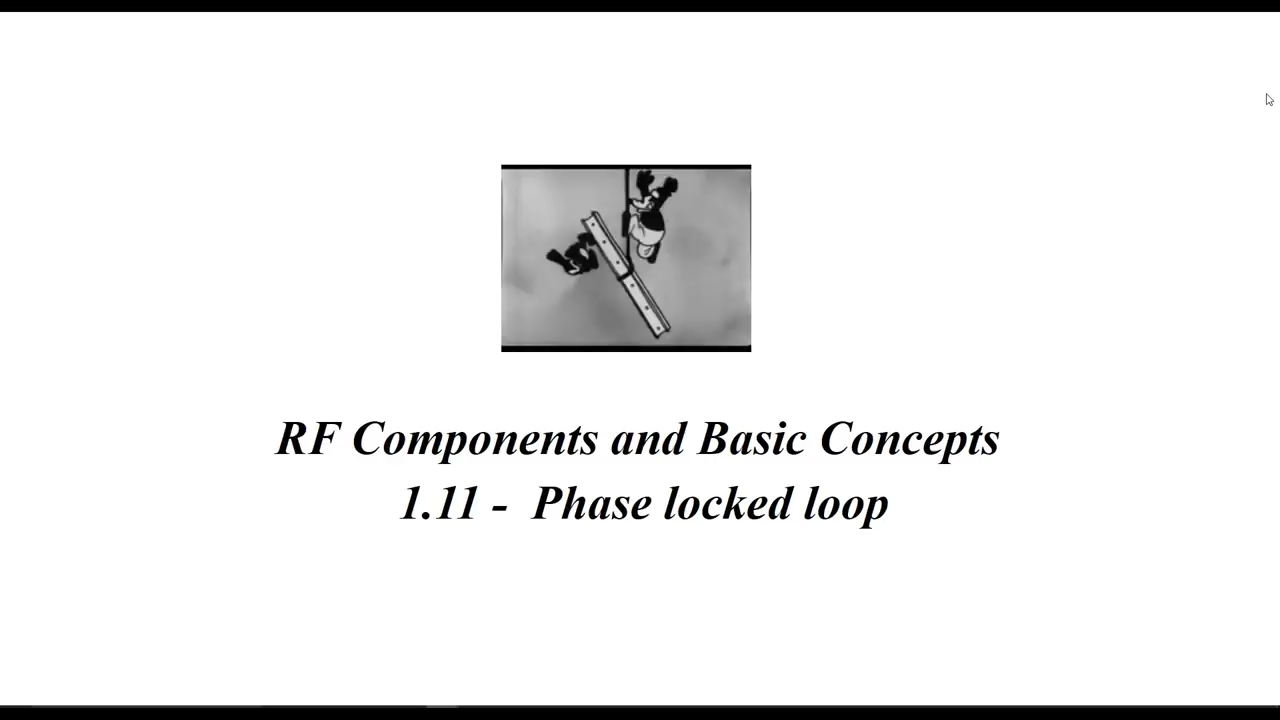 RF Components and Basic Concepts
1.11 - Phase locked loop